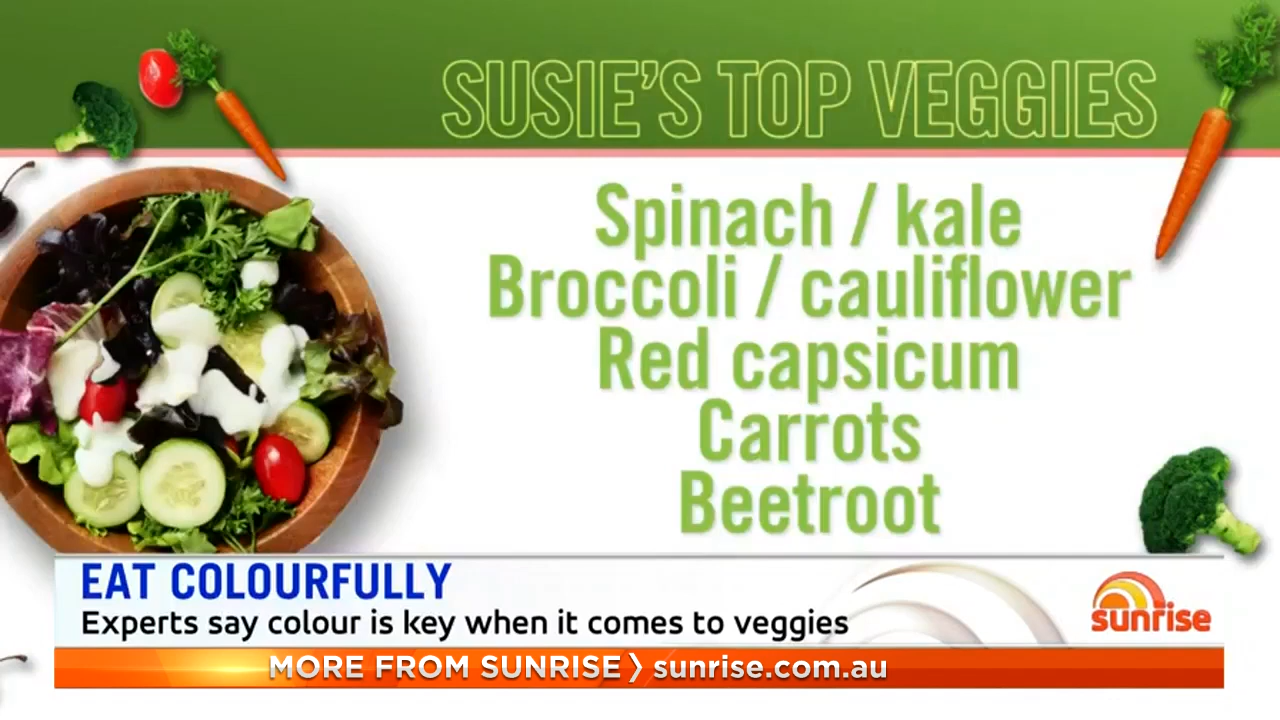 SUSIE'S TOP VEGGIES
Spinach / kale
Broccoli / cauliflower
Red capsicum
Carrots
Beetroot
EAT COLOURFULLY
Experts say colour is key when it comes to veggies
sunrise
MORE FROM SUNRISE 〉 sunrise.com.au